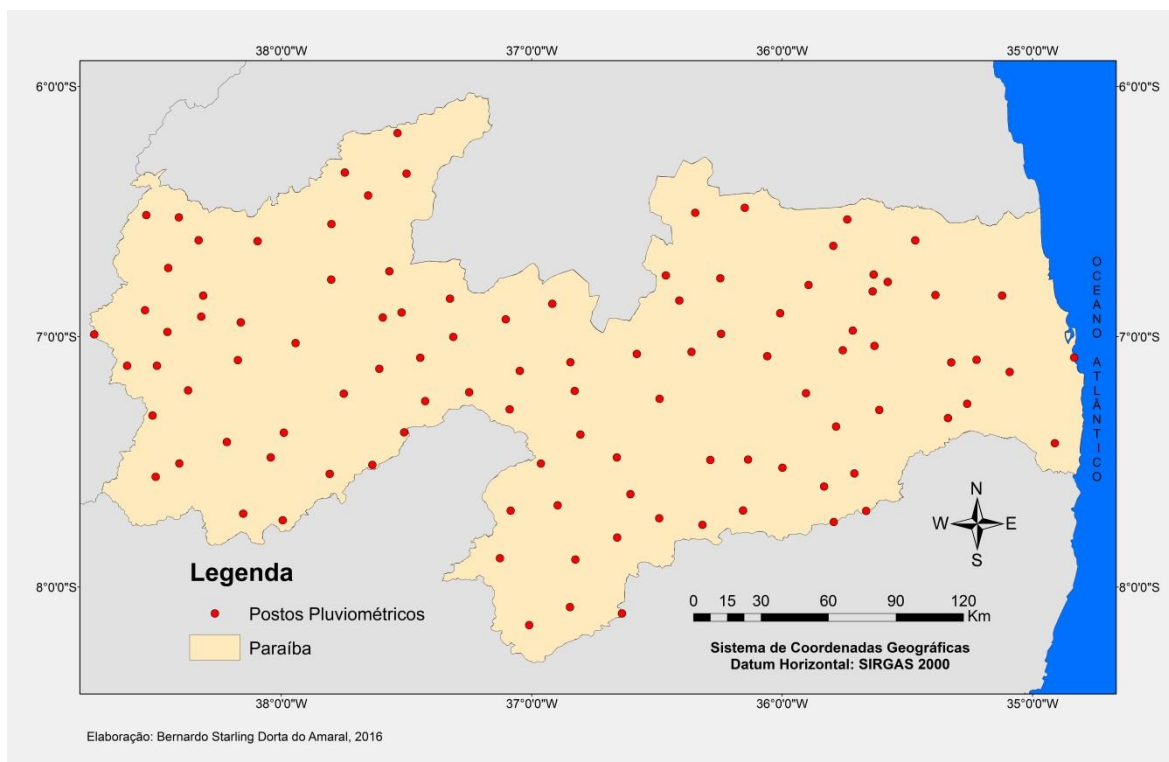 38°0'0"W 37°0'0"W 36°0'0"W 35°0'0"W
6°0'0"S 6°0'0"S
OCEANO ATLÂNTICO
7°0'0"S 7°0'0"S
N
W E
S
8°0'0"S 8°0'0"S
Legenda
Postos Pluviométricos
Paraíba
0 15 30 60 90 120
Km
Sistema de Coordenadas Geográficas
Datum Horizontal: SIRGAS 2000
38°0'0"W 37°0'0"W 36°0'0"W 35°0'0"W
Elaboração: Bernardo Starling Dorta do Amaral, 2016